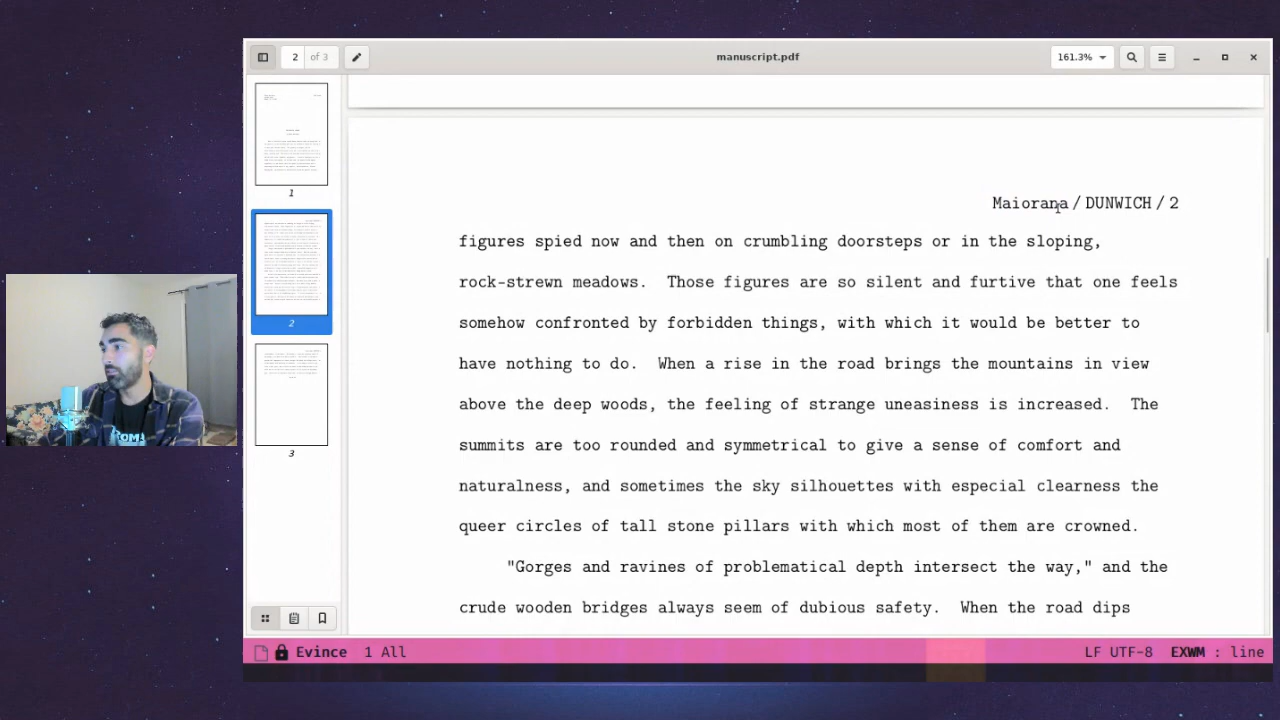 2 of 3
manuscript.pdf
161.3%
1
2
3
Maiorana / DUNWICH / 2
figures spied now and then on crumbling doorsteps or in the sloping,
rock-strewn meadows. Those figures are so silent and furtive that one feels
somehow confronted by forbidden things, with which it would be better to
have nothing to do. When a rise in the road brings the mountains in view
above the deep woods, the feeling of strange uneasiness is increased. The
summits are too rounded and symmetrical to give a sense of comfort and
naturalness, and sometimes the sky silhouettes with especial clearness the
queer circles of tall stone pillars with which most of them are crowned.
"Gorges and ravines of problematical depth intersect the way," and the
crude wooden bridges always seem of dubious safety. When the road dips
Evince 1 All LF UTF-8 EXWM : line